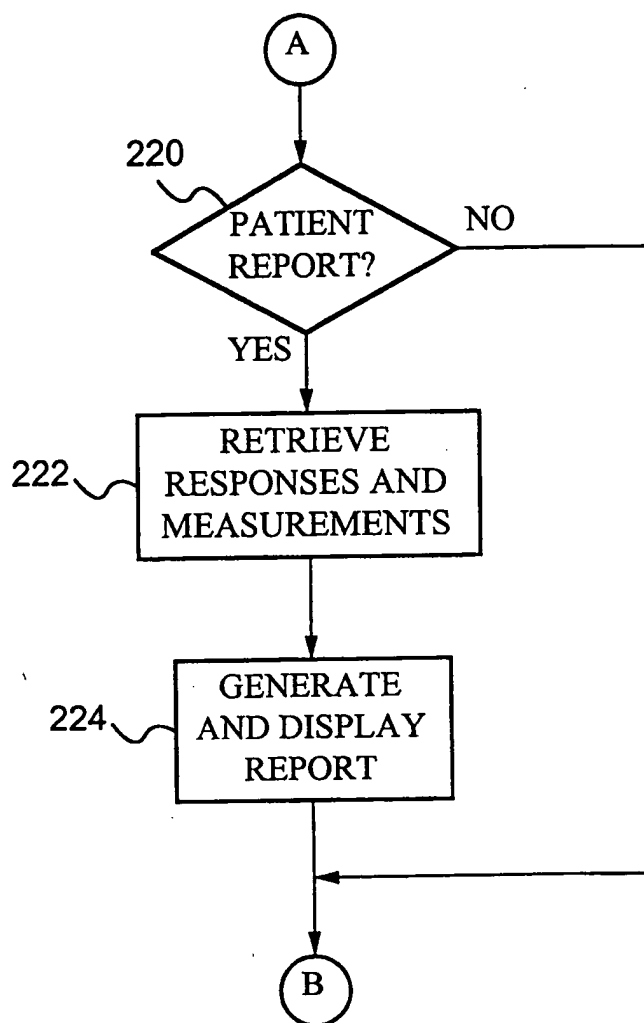 A
220
PATIENT
REPORT?
NO
YES
222
RETRIEVE
RESPONSES AND
MEASUREMENTS
224
GENERATE
AND DISPLAY
REPORT
B